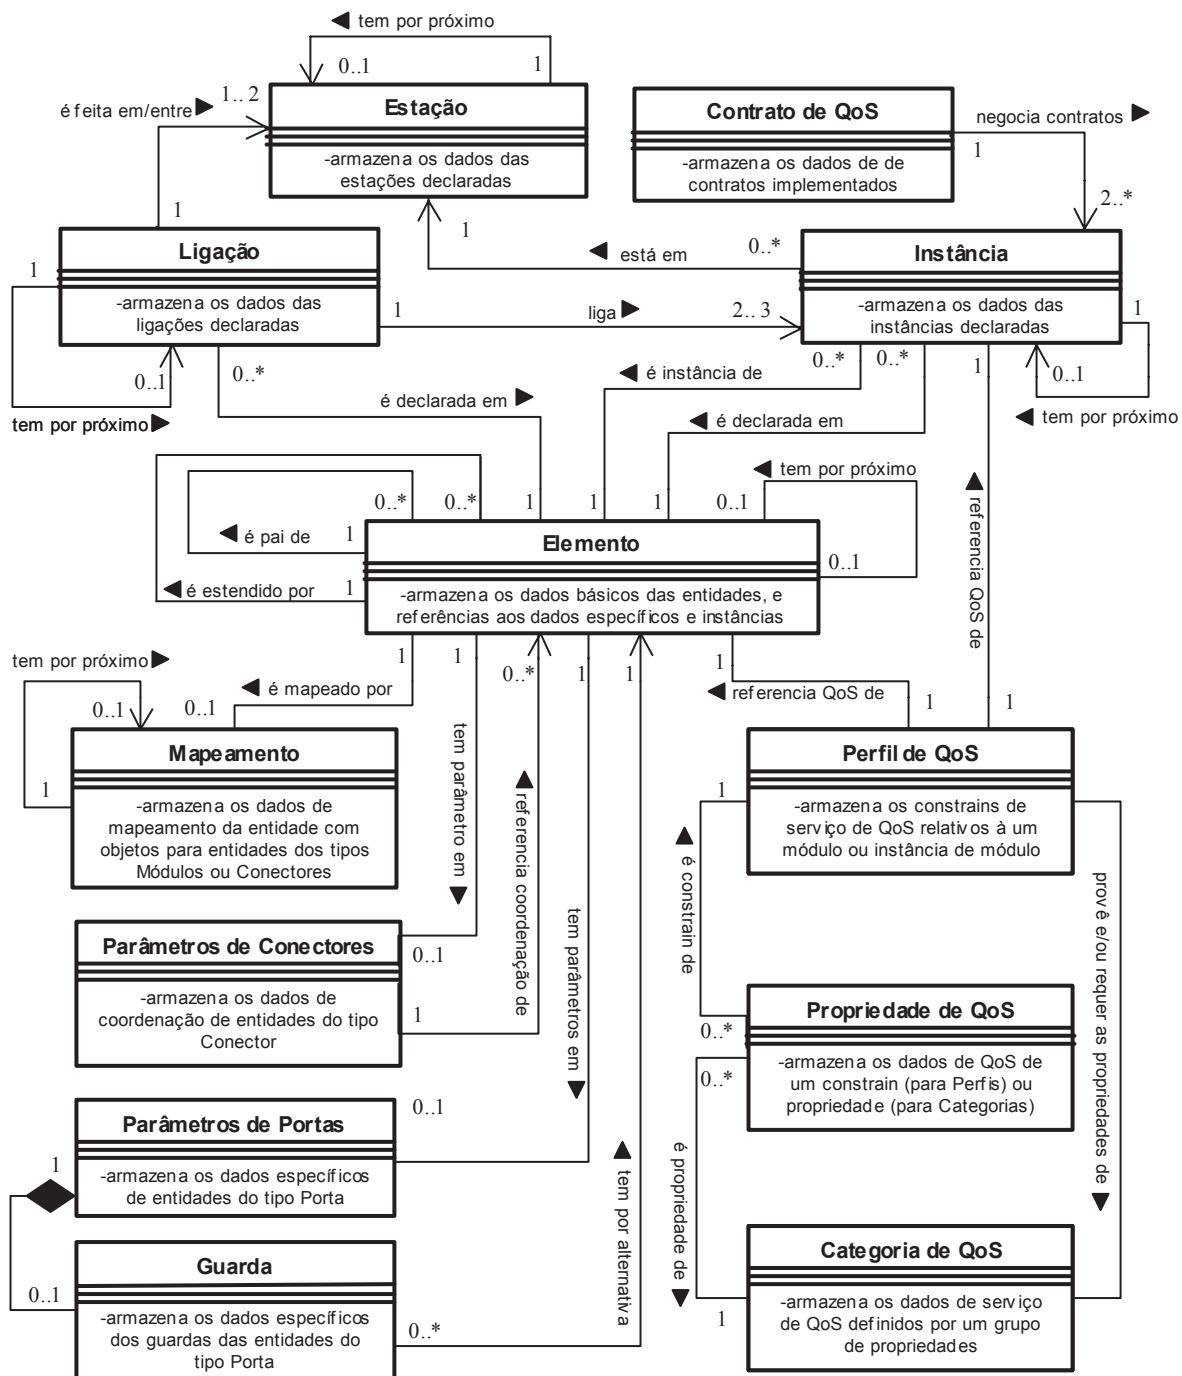 ◄ tem por próximo
0..1
1
é feita em/entre ►
1..2
Estação
-armazena os dados das
estações declaradas
Contrato de QoS
-armazena os dados de de
contratos implementados
negocia contratos ►
1
2..*
1
Ligação
-armazena os dados das
ligações declaradas
1
0..1
tem por próximo ►
1
◄ está em
0..*
1
liga ►
2..3
Instância
-armazena os dados das
instâncias declaradas
1
0..1
◄ tem por próximo
0..*
é declarada em ►
1
0..*
◄ é instância de
1
0..*
◄ é declarada em
1
1
◄ referencia QoS de
1
0..*
◄ é pai de
1
0..*
◄ é estendido por
1
◄ tem por próximo
0..1
0..1
Elemento
-armazena os dados básicos das entidades, e
referências aos dados específicos e instâncias
tem por próximo ►
0..1
1
1
◄ é mapeado por
0..1
Mapeamento
-armazena os dados de
mapeamento da entidade com
objetos para entidades dos tipos
Módulos ou Conectores
1
tem parâmetro em ►
0..1
0..*
◄ referencia coordenação de
1
Parâmetros de Conectores
-armazena os dados de
coordenação de entidades do tipo
Conector
1
tem parâmetros em ►
0..1
Parâmetros de Portas
-armazena os dados específicos
de entidades do tipo Porta
1
0..1
Guarda
-armazena os dados específicos
dos guardas das entidades do
tipo Porta
1
◄ tem por alternativa
0..*
1
◄ referencia QoS de
1
Perfil de QoS
-armazena os constrains de
serviço de QoS relativos à um
módulo ou instância de módulo
1
◄ é constrain de
0..*
provê e/ou requer as propriedades de ►
Propriedade de QoS
-armazena os dados de QoS de
um constrain (para Perfis) ou
propriedade (para Categorias)
0..*
é propriedade de ►
1
Categoria de QoS
-armazena os dados de serviço
de QoS definidos por um grupo
de propriedades